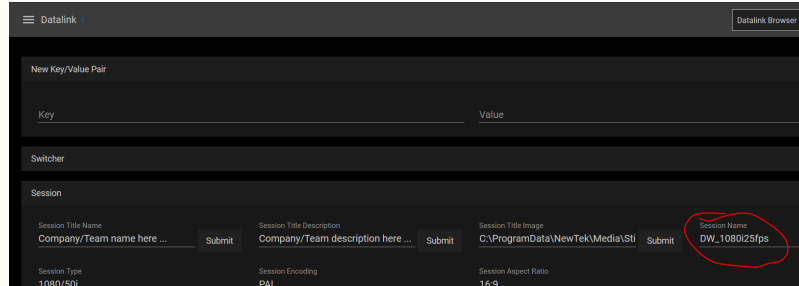 Datalink
Datalink Browser
New Key/Value Pair
Key Value
Switcher
Session
Session Title Name Session Title Description Session Title Image Session Name
Company/Team name here ... Submit Company/Team description here ... Submit C:\ProgramData\NewTek\Media\Sti Submit DW_1080i25fps
Session Type Session Encoding Session Aspect Ratio
1080/50i PAL 16:9